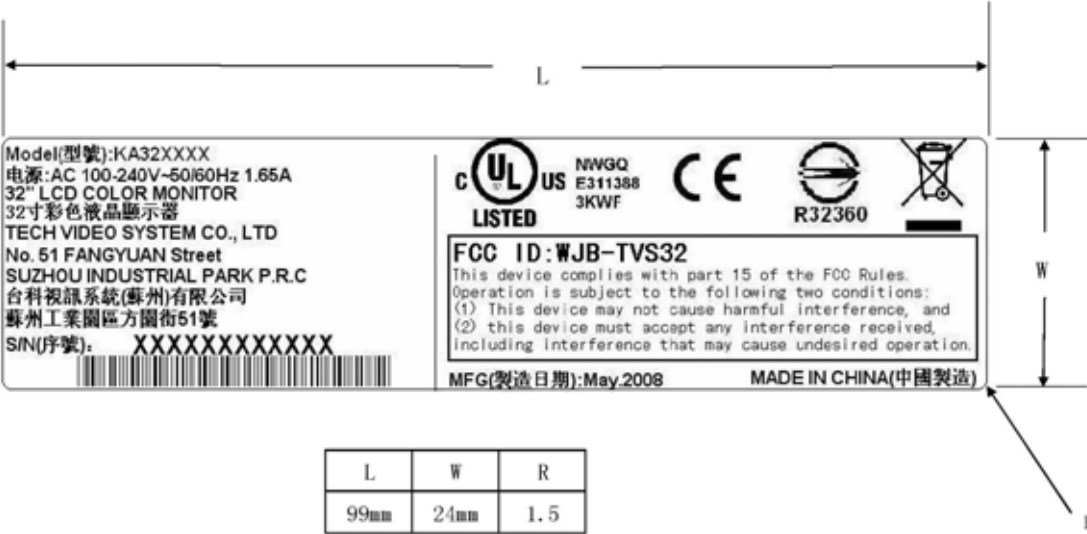 L
Model(型號):KA32XXXX
电源:AC 100-240V~50/60Hz 1.65A
32" LCD COLOR MONITOR
32寸彩色液晶顯示器
TECH VIDEO SYSTEM CO., LTD
No. 51 FANGYUAN Street
SUZHOU INDUSTRIAL PARK P.R.C
台科視訊系統(蘇州)有限公司
蘇州工業園區方園街51號
S/N(序號): XXXXXXXXXXXX
C UL US LISTED
NWGQ
E311388
3KWF
CE
R32360
FCC ID:WJB-TVS32
This device complies with part 15 of the FCC Rules.
Operation is subject to the following two conditions:
(1) This device may not cause harmful interference, and
(2) this device must accept any interference received,
including interference that may cause undesired operation.
MFG(製造日期):May.2008 MADE IN CHINA(中國製造)
W
L W R
99mm 24mm 1.5